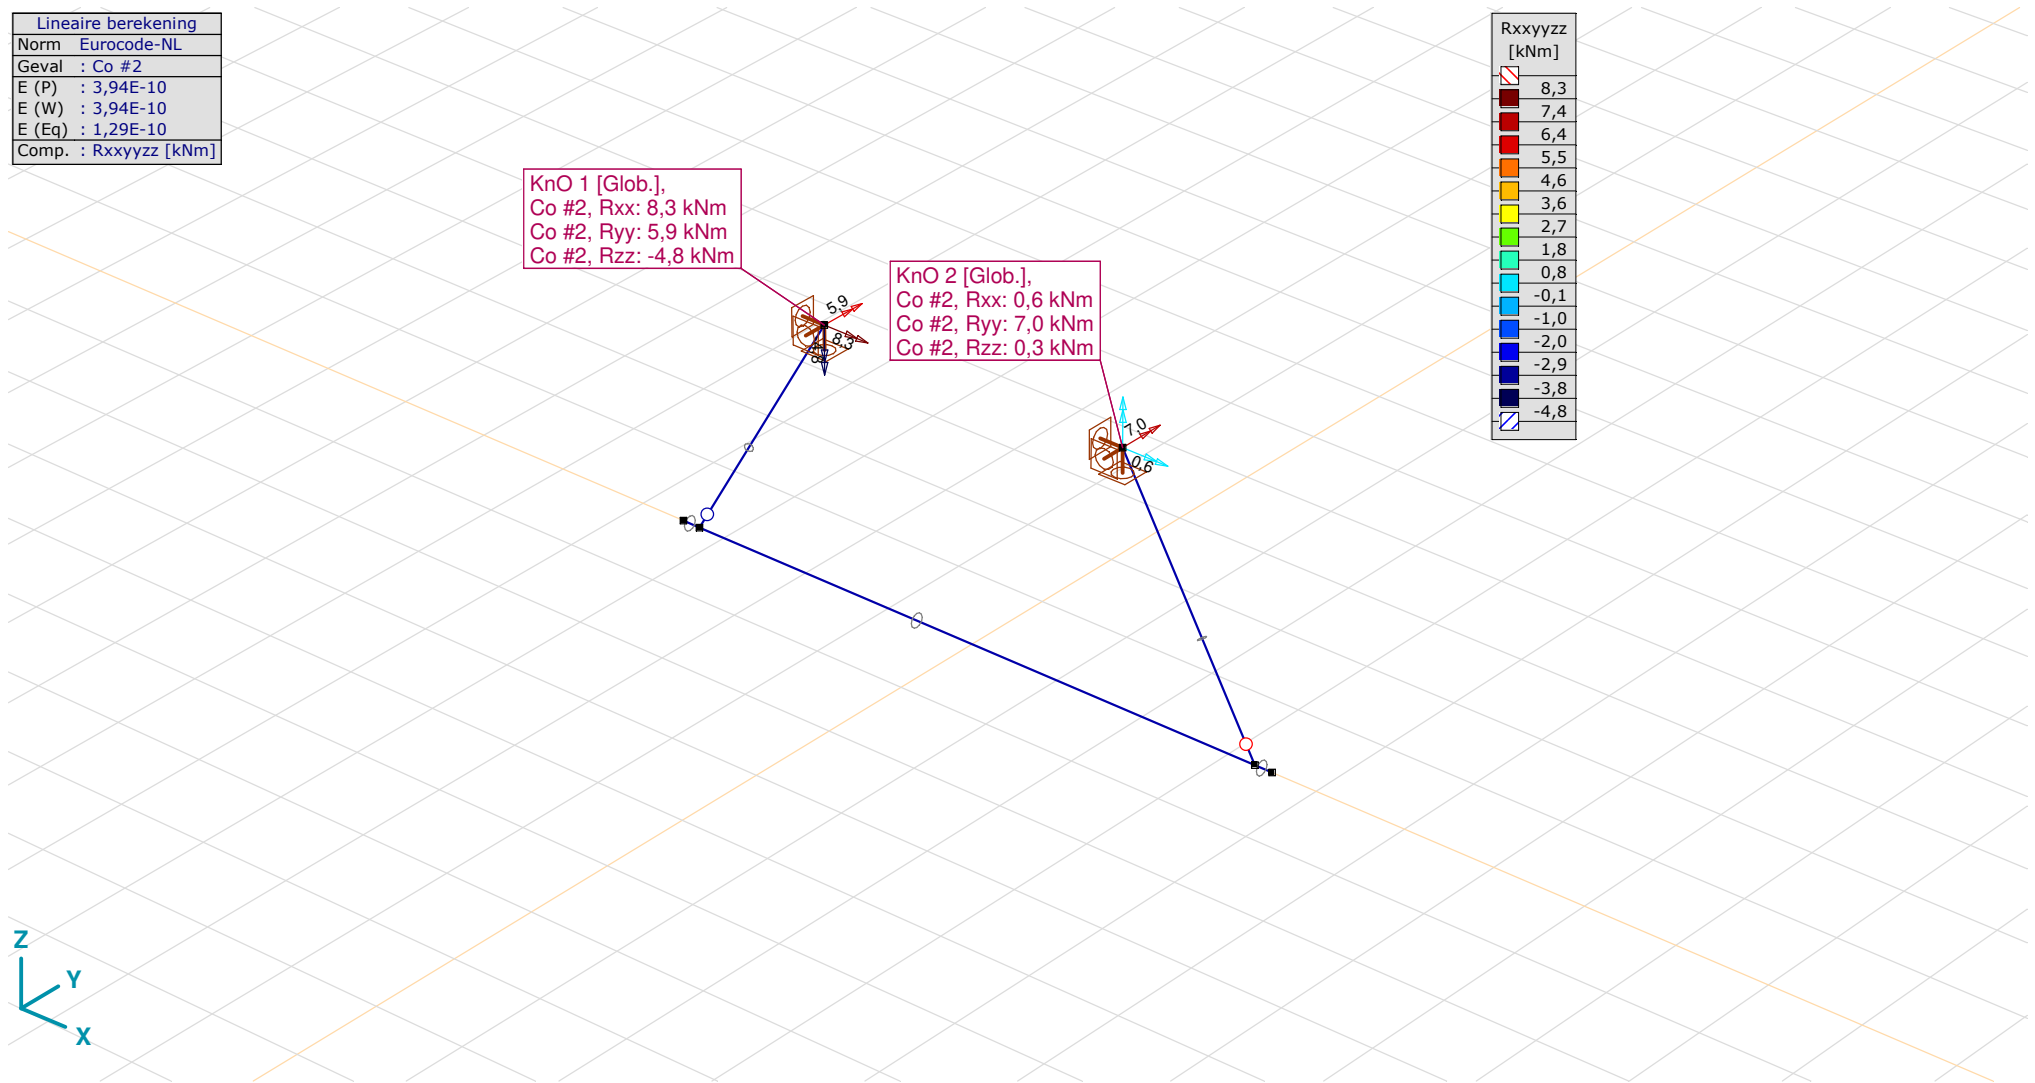 Lineaire berekening
Norm Eurocode-NL
Geval : Co #2
E (P) : 3,94E-10
E (W) : 3,94E-10
E (Eq) : 1,29E-10
Comp. : Rxxyyzz [kNm]
Rxxyyzz
[kNm]
8,3
7,4
6,4
5,5
4,6
3,6
2,7
1,8
0,8
-0,1
-1,0
-2,0
-2,9
-3,8
-4,8
KnO 1 [Glob.],
Co #2, Rxx: 8,3 kNm
Co #2, Ryy: 5,9 kNm
Co #2, Rzz: -4,8 kNm
KnO 2 [Glob.],
Co #2, Rxx: 0,6 kNm
Co #2, Ryy: 7,0 kNm
Co #2, Rzz: 0,3 kNm
5,9
8,3
7,0
0,6
Z
Y
X